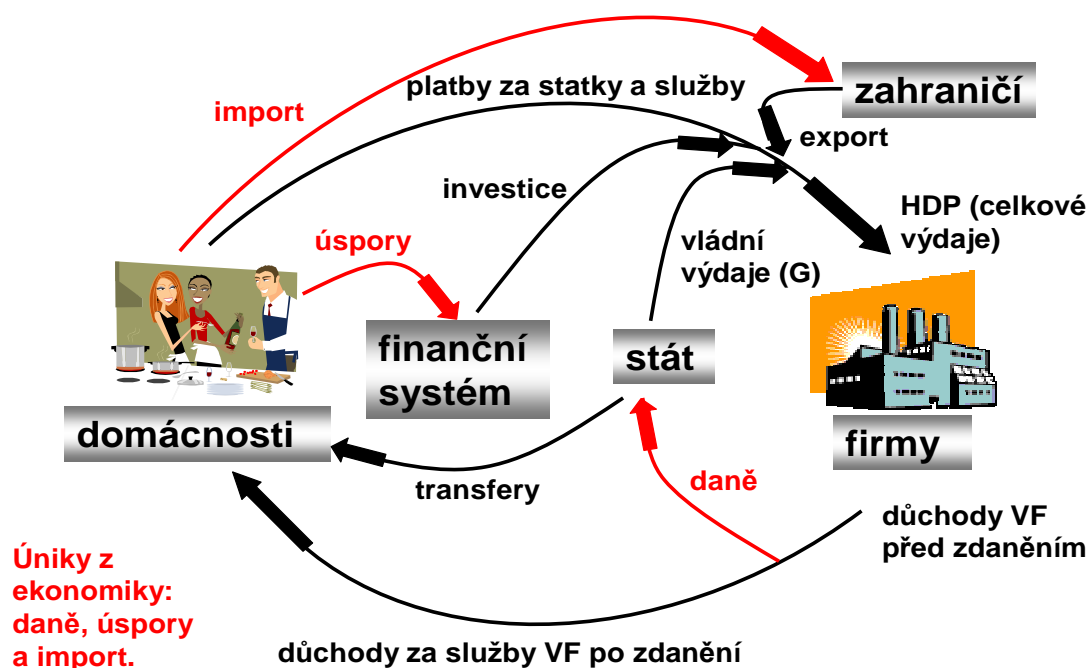 zahraničí
platby za statky a služby
import
export
investice
HDP (celkové
výdaje)
úspory
vládní
výdaje (G)
finanční
systém
stát
domácnosti
firmy
daně
transfery
důchody VF
před zdaněním
Úniky z
ekonomiky:
daně, úspory
a import.
důchody za služby VF po zdanění